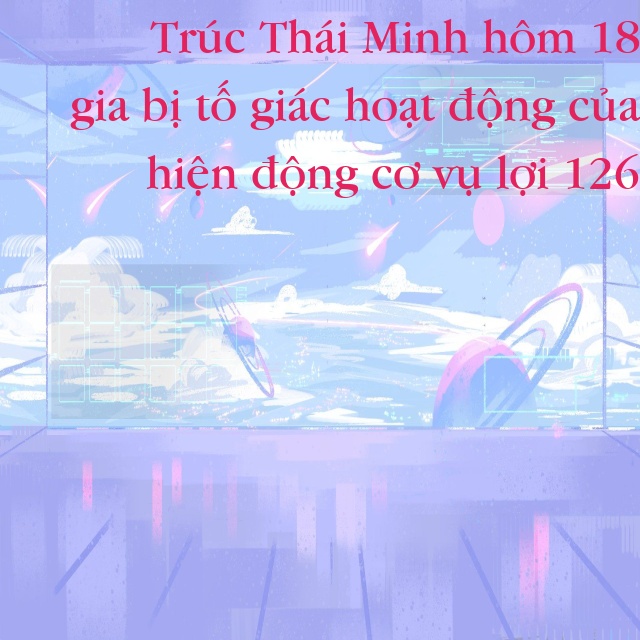 Trúc Thái Minh hôm 18
gia bị tố giác hoạt động của
hiện động cơ vụ lợi 126